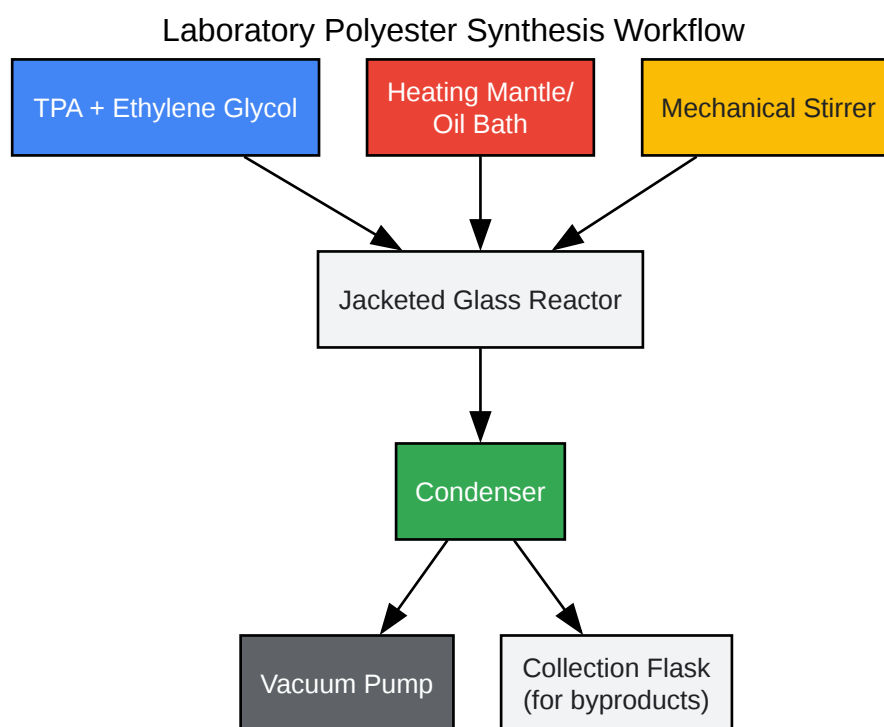 Laboratory Polyester Synthesis Workflow
TPA + Ethylene Glycol
Heating Mantle/
Oil Bath
Mechanical Stirrer
Jacketed Glass Reactor
Condenser
Vacuum Pump
Collection Flask
(for byproducts)